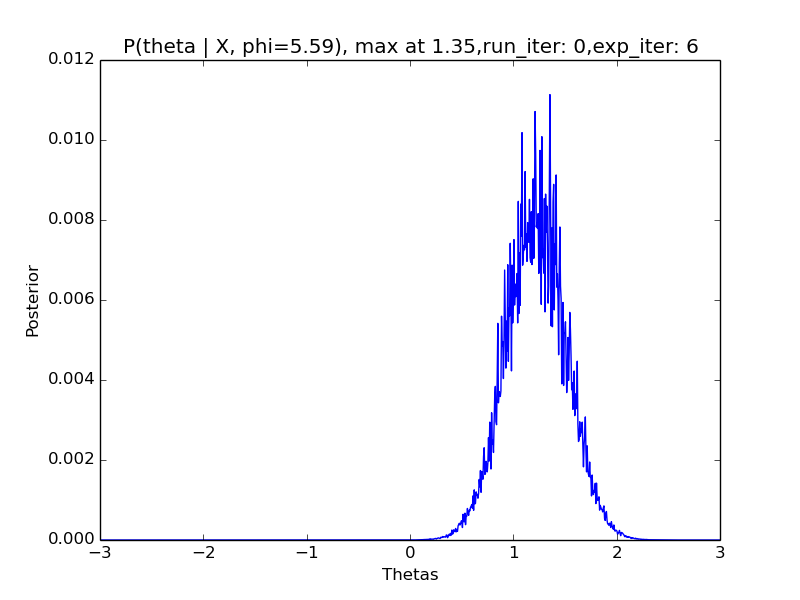 P(theta | X, phi=5.59), max at 1.35,run_iter: 0,exp_iter: 6
0.012
0.010
0.008
0.006
0.004
0.002
0.000
Posterior
−3 −2 −1 0 1 2 3
Thetas